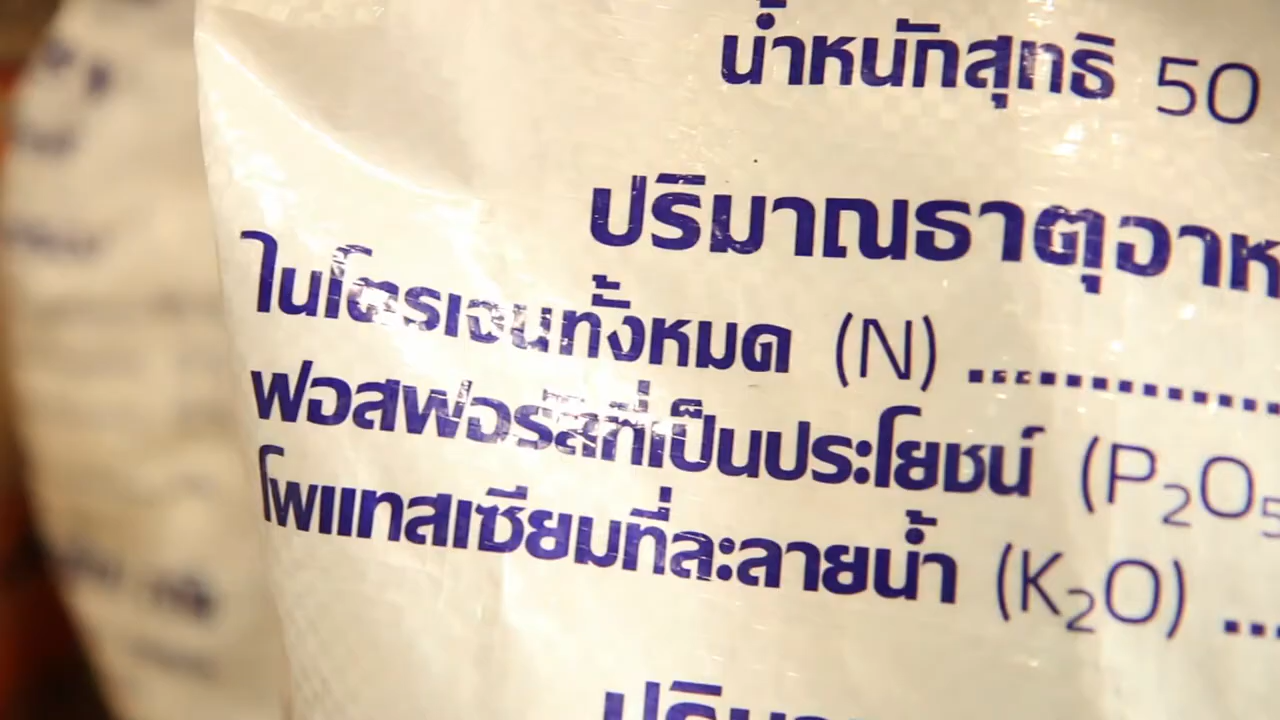 น้ำหนักสุทธิ 50
ปริมาณธาตุอาห
ไนโตรเจนทั้งหมด (N) ................
ฟอสฟอรัสที่เป็นประโยชน์ (P₂O₅
โพแทสเซียมที่ละลายน้ำ (K₂O) ...